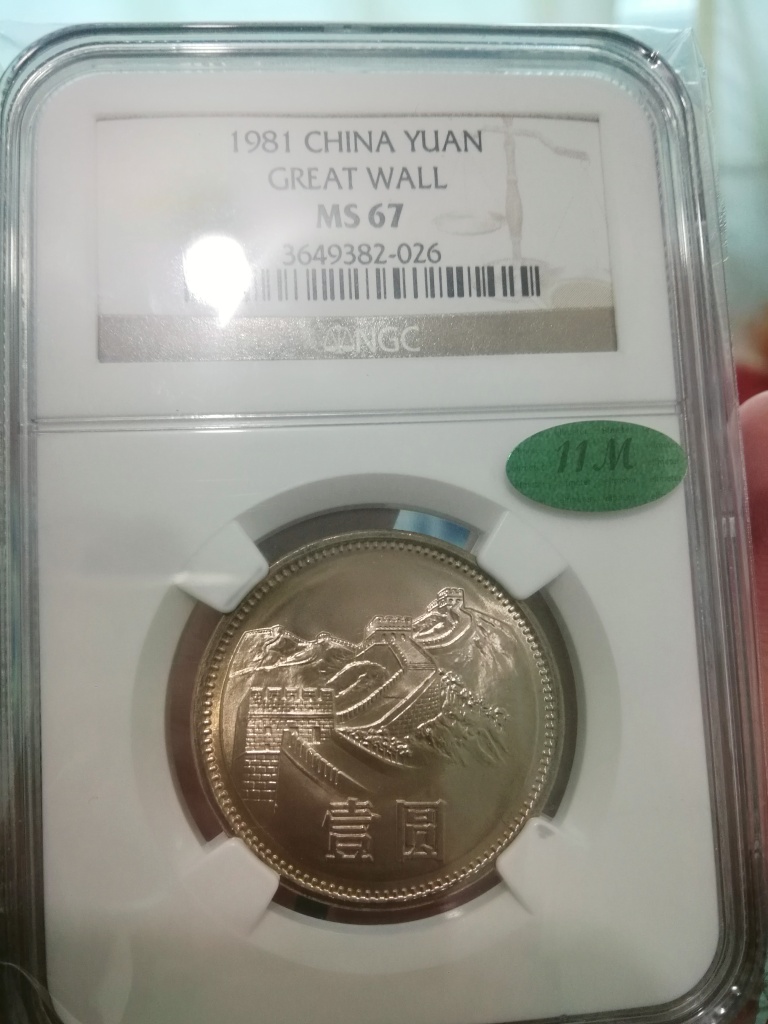 1981 CHINA YUAN
GREAT WALL
MS 67
3649382-026
NGC
11M
壹圆